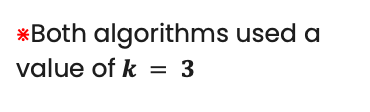 *Both algorithms used a
value of k = 3